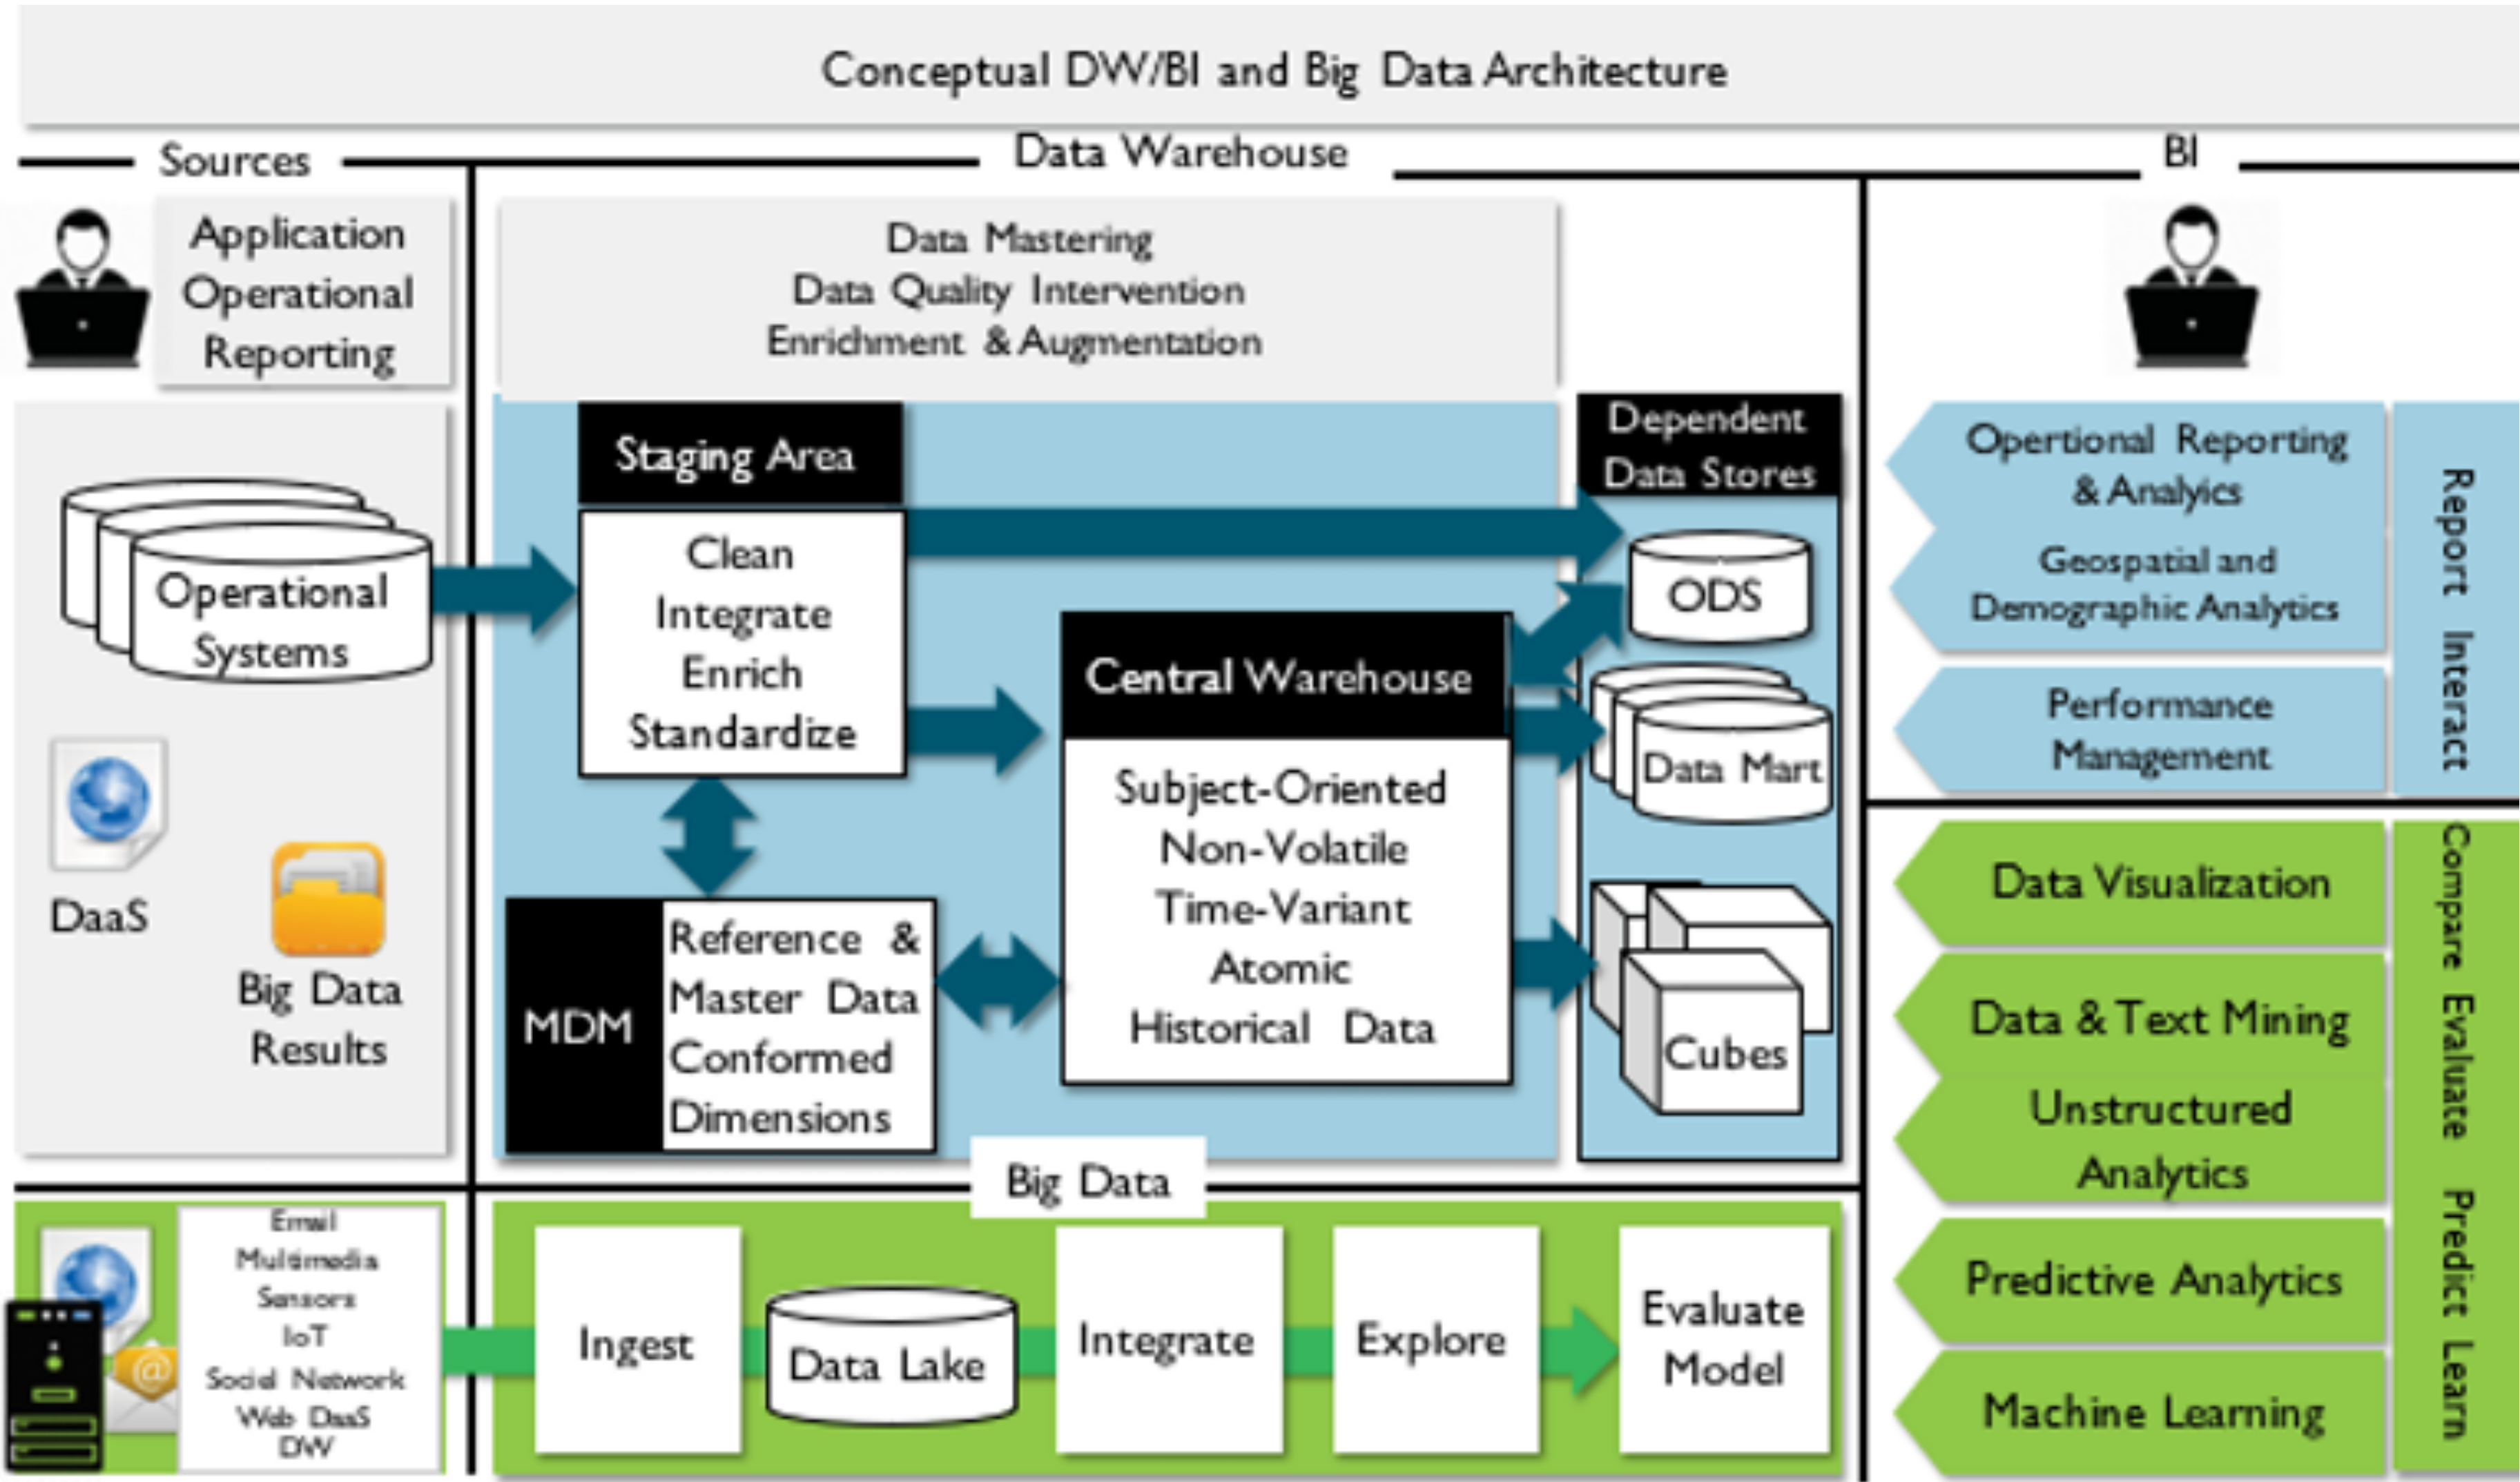 Conceptual DW/BI and Big Data Architecture
Sources
Data Warehouse
BI
Application
Operational
Reporting
Operational
Systems
DaaS
Big Data
Results
Data Mastering
Data Quality Intervention
Enrichment & Augmentation
Staging Area
Clean
Integrate
Enrich
Standardize
MDM
Reference &
Master Data
Conformed
Dimensions
Central Warehouse
Subject-Oriented
Non-Volatile
Time-Variant
Atomic
Historical Data
Dependent
Data Stores
ODS
Data Mart
Cubes
Opertional Reporting
& Analyics
Geospatial and
Demographic Analytics
Performance
Management
Report Interact
Data Visualization
Data & Text Mining
Unstructured
Analytics
Predictive Analytics
Machine Learning
Compare Evaluate Predict Learn
Big Data
Email
Multimedia
Sensors
IoT
Social Network
Web DaaS
DW
Ingest
Data Lake
Integrate
Explore
Evaluate
Model